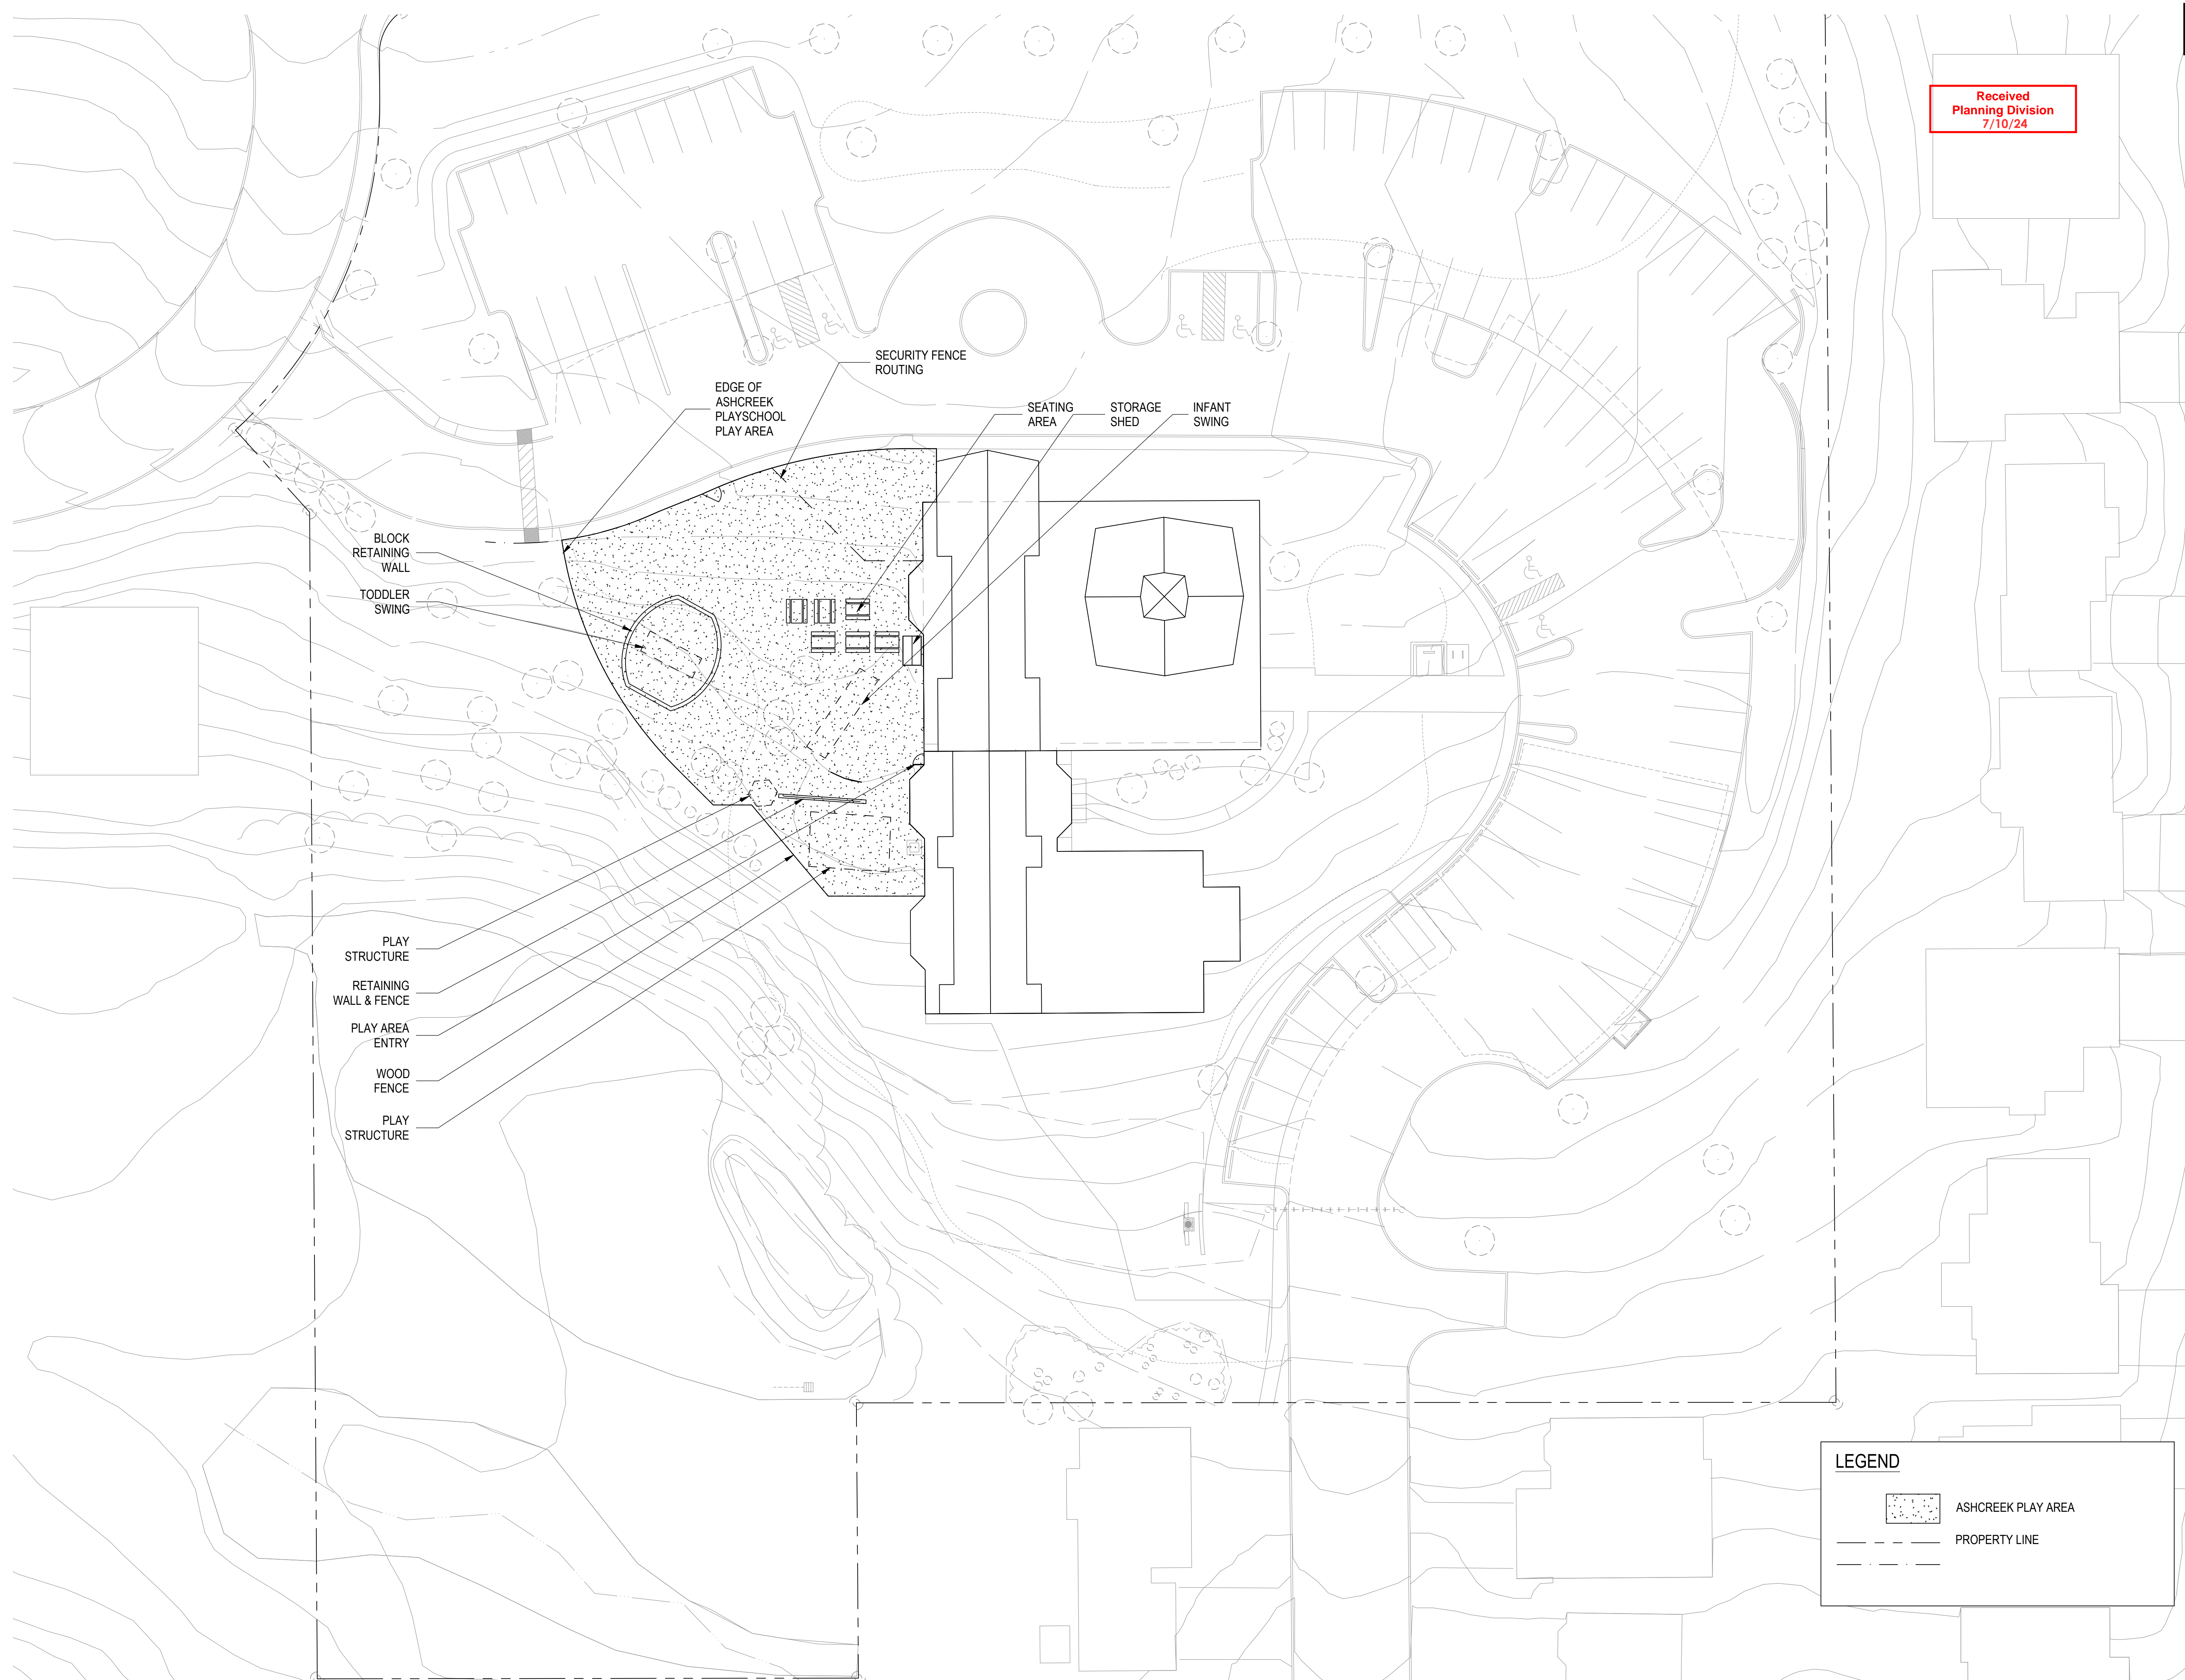 Received
Planning Division
7/10/24
SECURITY FENCE
ROUTING
EDGE OF
ASHCREEK
PLAYSCHOOL
PLAY AREA
SEATING
AREA
STORAGE
SHED
INFANT
SWING
BLOCK
RETAINING
WALL
TODDLER
SWING
PLAY
STRUCTURE
RETAINING
WALL & FENCE
PLAY AREA
ENTRY
WOOD
FENCE
PLAY
STRUCTURE
LEGEND
ASHCREEK PLAY AREA
PROPERTY LINE